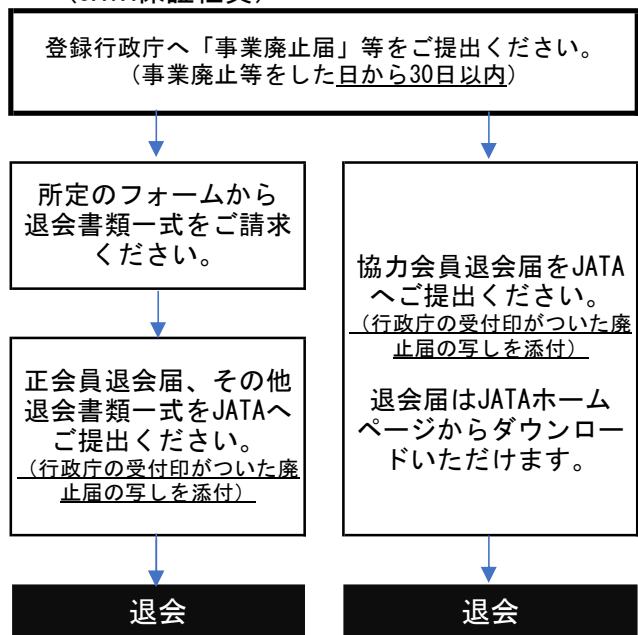 登録行政庁へ「事業廃止届」等をご提出ください。
（事業廃止等をした日から30日以内）
所定のフォームから
退会書類一式をご請求
ください。
正会員退会届、その他
退会書類一式をJATAへ
ご提出ください。
（行政庁の受付印がついた廃
止届の写しを添付）
退会
協力会員退会届をJATA
へご提出ください。
（行政庁の受付印がついた廃
止届の写しを添付）
退会届はJATAホーム
ページからダウンロー
ドいただけます。
退会